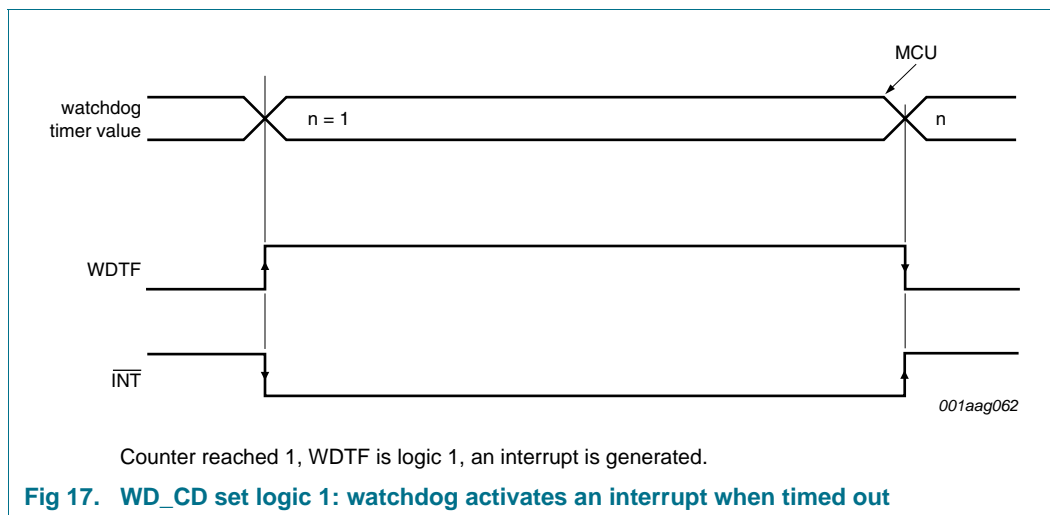 MCU
watchdog
timer value
n = 1
n
WDTF
INT
001aag062
Counter reached 1, WDTF is logic 1, an interrupt is generated.
Fig 17. WD_CD set logic 1: watchdog activates an interrupt when timed out